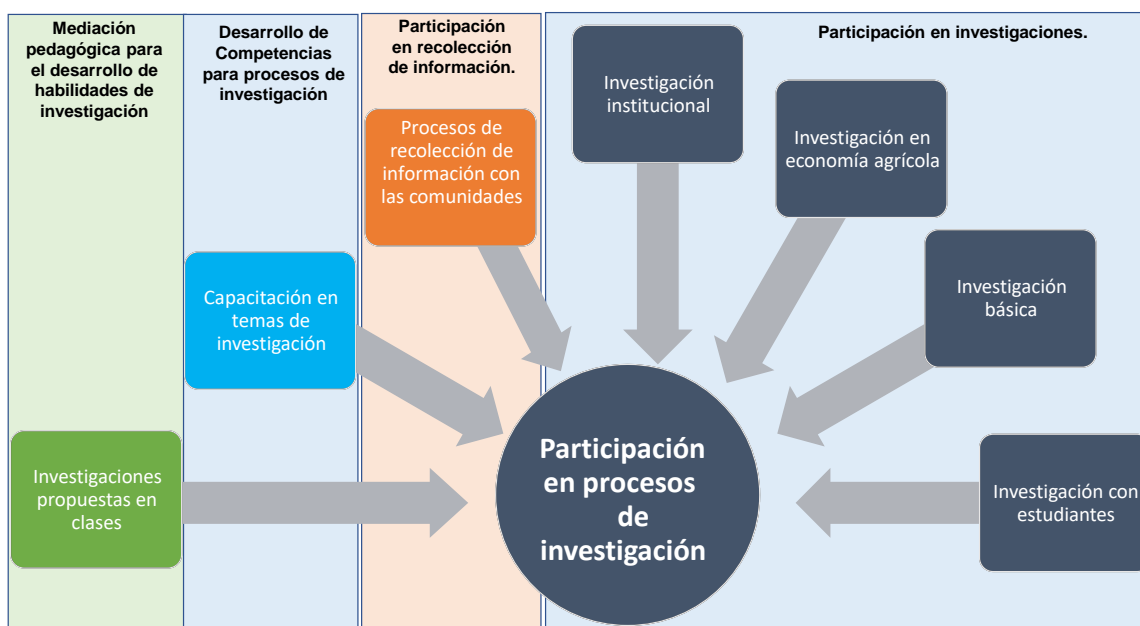 Mediación
pedagógica para
el desarrollo de
habilidades de
investigación
Desarrollo de
Competencias
para procesos de
investigación
Participación
en recolección
de información.
Participación en investigaciones.
Investigación
institucional
Investigación en
economía agrícola
Procesos de
recolección de
información con
las comunidades
Investigación
básica
Capacitación en
temas de
investigación
Investigaciones
propuestas en
clases
Participación
en procesos
de
investigación
Investigación con
estudiantes